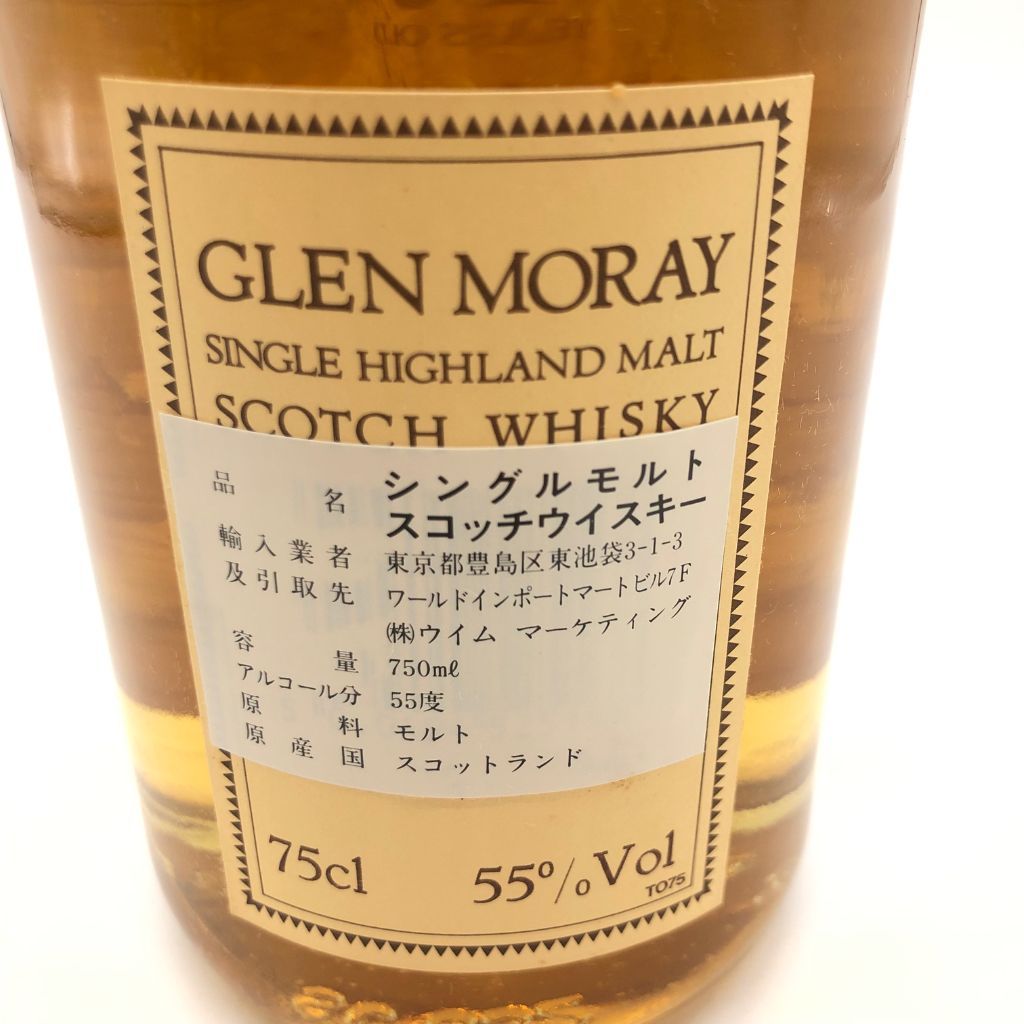 GLEN MORAY
SINGLE HIGHLAND MALT
SCOTCH WHISKY
品名 シングルモルト
スコッチウイスキー
輸入業者 東京都豊島区東池袋3-1-3
及引取先 ワールドインポートマートビル7F
㈱ウイム マーケティング
容量 750㎖
アルコール分 55度
原料 モルト
原産国 スコットランド
75cl 55%Vol
TO75